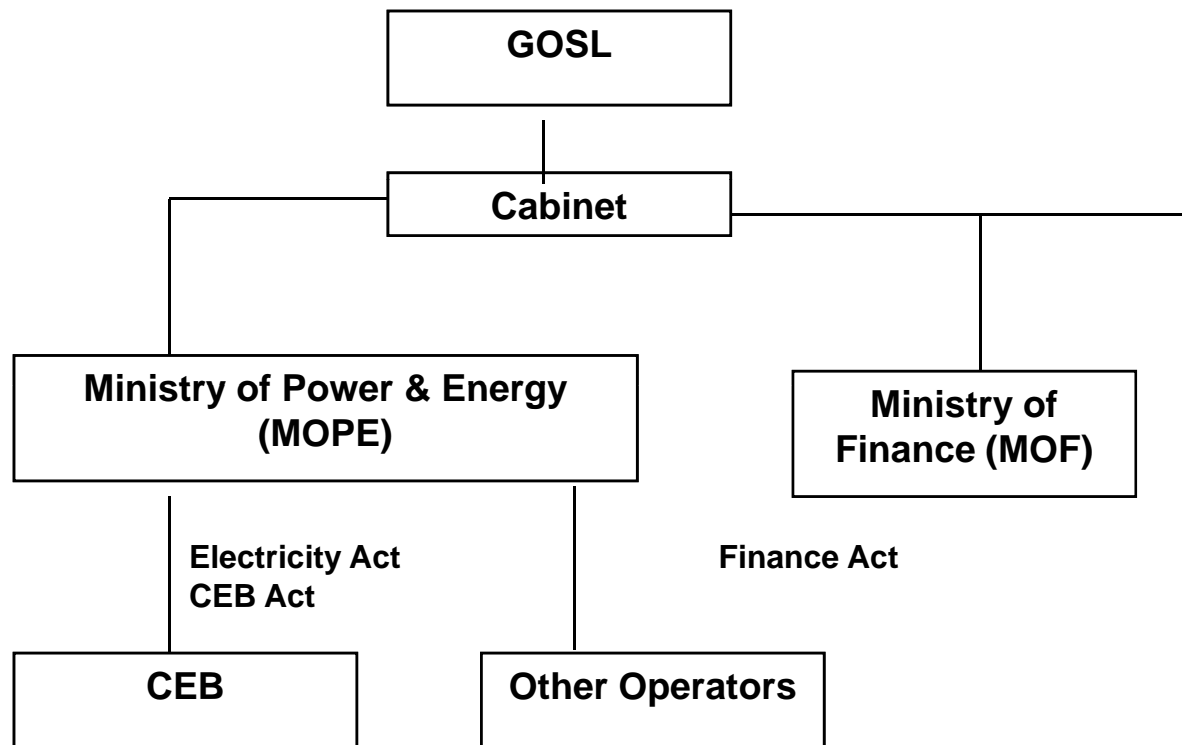 GOSL
Cabinet
Ministry of Power & Energy
(MOPE)
Ministry of
Finance (MOF)
Electricity Act
CEB Act
Finance Act
CEB
Other Operators